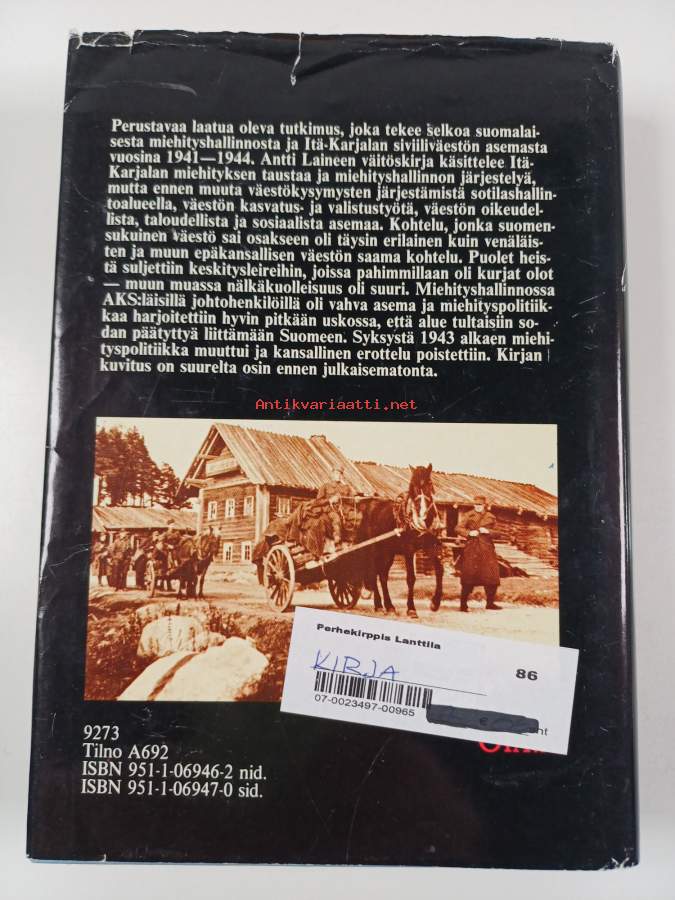 Perustavaa laatua oleva tutkimus, joka tekee selkoa suomalai-
sesta miehityshallinnosta ja Itä-Karjalan siviiliväestön asemasta
vuosina 1941—1944. Antti Laineen väitöskirja käsittelee Itä-
Karjalan miehityksen taustaa ja miehityshallinnon järjestelyä,
mutta ennen muuta väestökysymysten järjestämistä sotilashallin-
toalueella, väestön kasvatus- ja valistustyötä, väestön oikeudel-
lista, taloudellista ja sosiaalista asemaa. Kohtelu, jonka suomen-
sukuinen väestö sai osakseen oli täysin erilainen kuin venäläis-
ten ja muun epäkansallisen väestön saama kohtelu. Puolet heis-
tä suljettiin keskitysleireihin, joissa pahimmillaan oli kurjat olot
— muun muassa nälkäkuolleisuus oli suuri. Miehityshallinnossa
AKS:läisillä johtohenkilöillä oli vahva asema ja miehityspolitiik-
kaa harjoitettiin hyvin pitkään uskossa, että alue tultaisiin so-
dan päätyttyä liittämään Suomeen. Syksystä 1943 alkaen miehi-
tyspolitiikka muuttui ja kansallinen erottelu poistettiin. Kirjan
kuvitus on suurelta osin ennen julkaisematonta.
Antikvariaatti.net
Perhekirppis Lanttila
KIRJA
86
07-0023497-00965
9273
Tilno A692
ISBN 951-1-06946-2 nid.
ISBN 951-1-06947-0 sid.